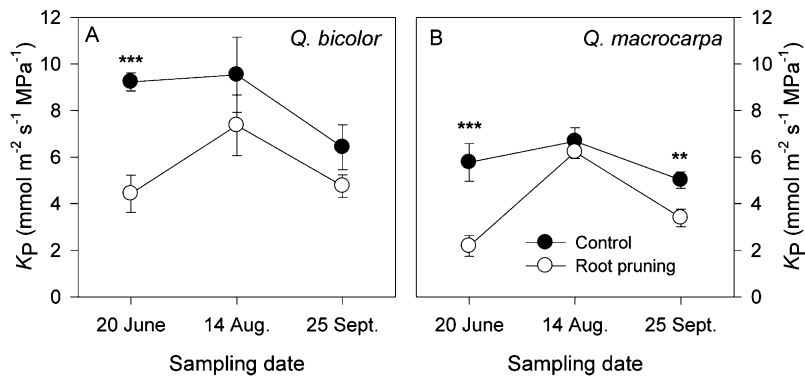 A
Q. bicolor
B
Q. macrocarpa
12
10
8
6
4
2
0
12
10
8
6
4
2
0
KP (mmol m-2 s-1 MPa-1)
KP (mmol m-2 s-1 MPa-1)
***
***
**
Control
Root pruning
20 June 14 Aug. 25 Sept.
20 June 14 Aug. 25 Sept.
Sampling date
Sampling date